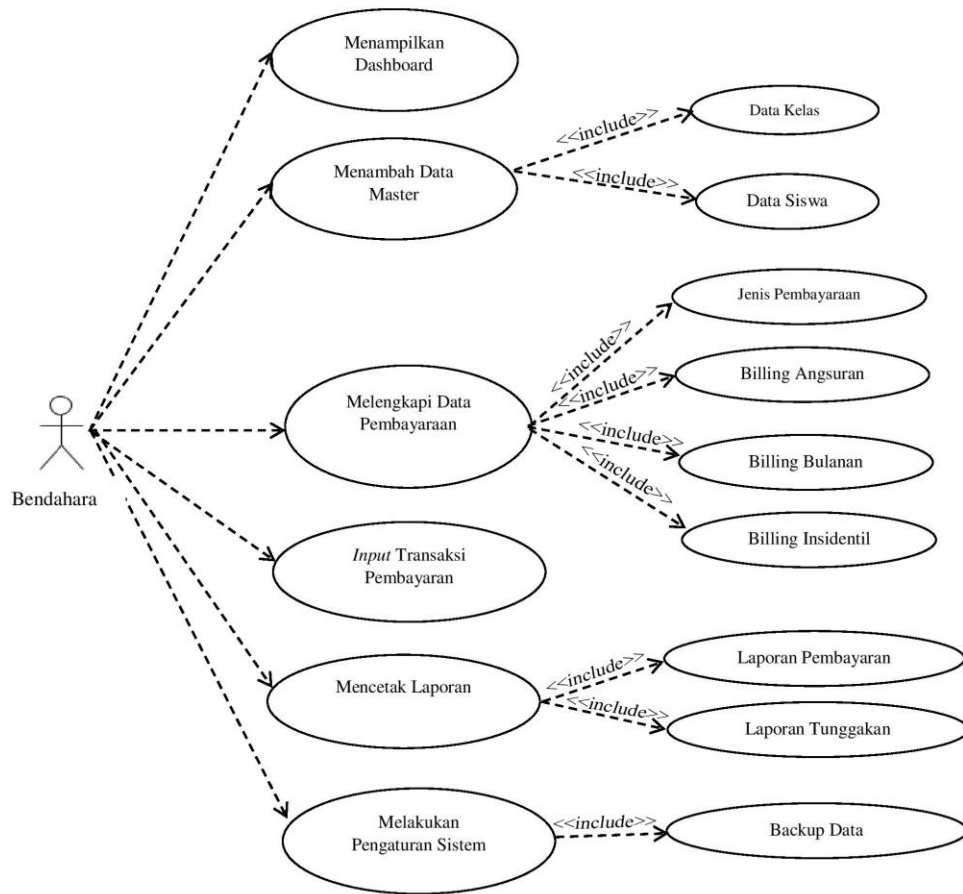 Menampilkan
Dashboard
Menambah Data
Master
<<include>>
Data Kelas
<<include>>
Data Siswa
Bendahara
Melengkapi Data
Pembayaraan
<<include>>
Jenis Pembayaraan
<<include>>
Billing Angsuran
<<include>>
Billing Bulanan
<<include>>
Billing Insidentil
Input Transaksi
Pembayaran
Mencetak Laporan
<<include>>
Laporan Pembayaran
<<include>>
Laporan Tunggakan
Melakukan
Pengaturan Sistem
<<include>>
Backup Data